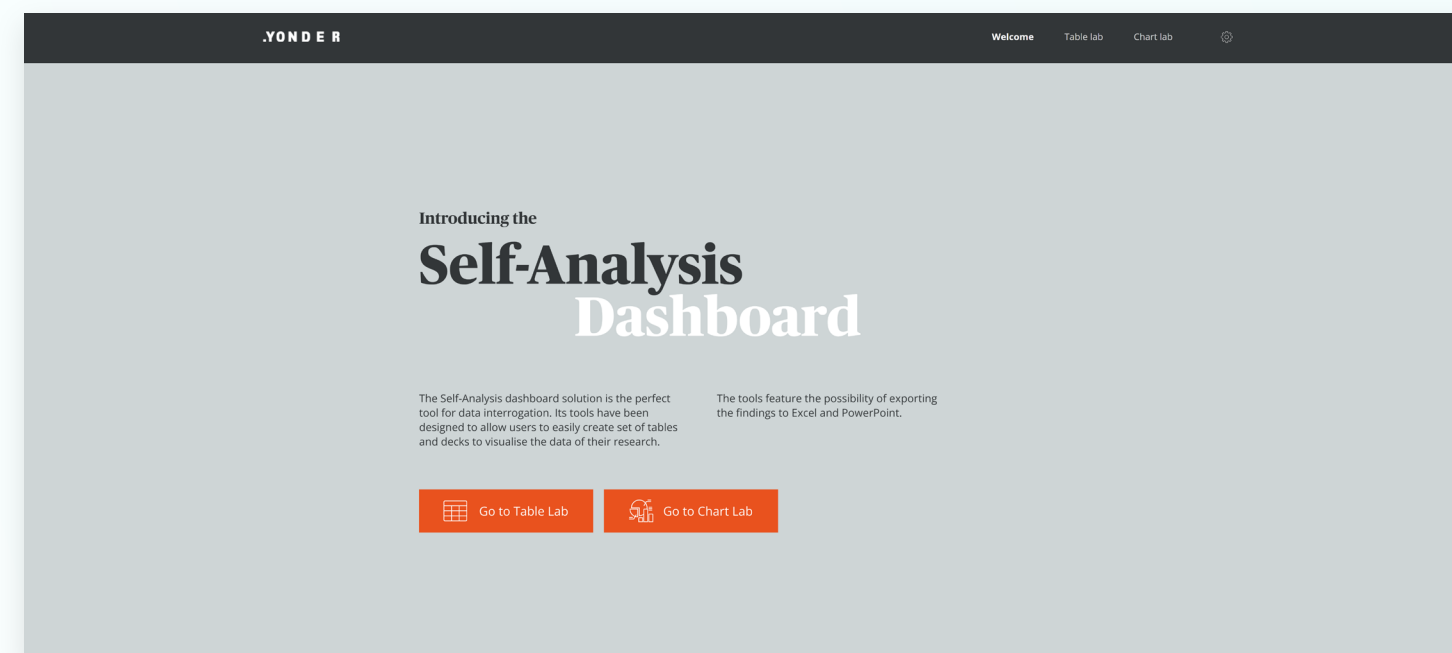 .YONDER
Welcome
Table lab
Chart lab
Introducing the
Self-Analysis
Dashboard
The Self-Analysis dashboard solution is the perfect
tool for data interrogation. Its tools have been
designed to allow users to easily create set of tables
and decks to visualise the data of their research.
The tools feature the possibility of exporting
the findings to Excel and PowerPoint.
Go to Table Lab
Go to Chart Lab